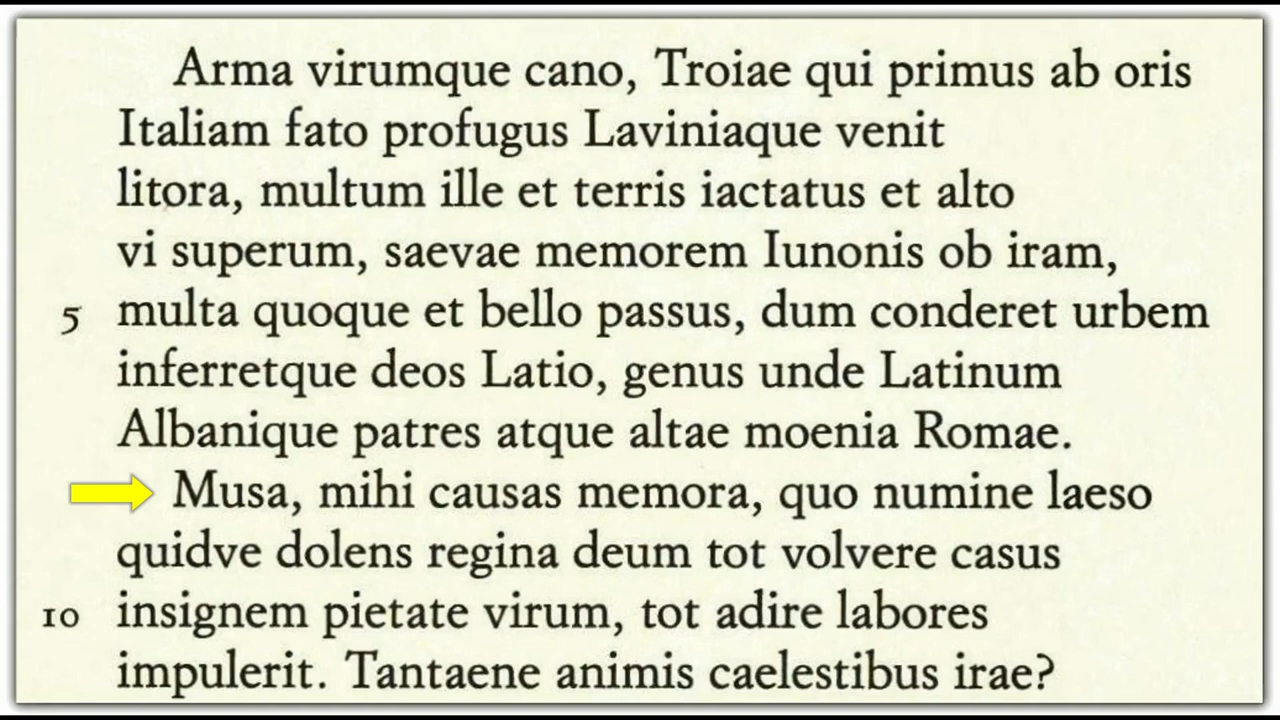 Arma virumque cano, Troiae qui primus ab oris
Italiam fato profugus Laviniaque venit
litora, multum ille et terris iactatus et alto
vi superum, saevae memorem Iunonis ob iram,
5 multa quoque et bello passus, dum conderet urbem
inferretque deos Latio, genus unde Latinum
Albanique patres atque altae moenia Romae.
Musa, mihi causas memora, quo numine laeso
quidve dolens regina deum tot volvere casus
10 insignem pietate virum, tot adire labores
impulerit. Tantaene animis caelestibus irae?